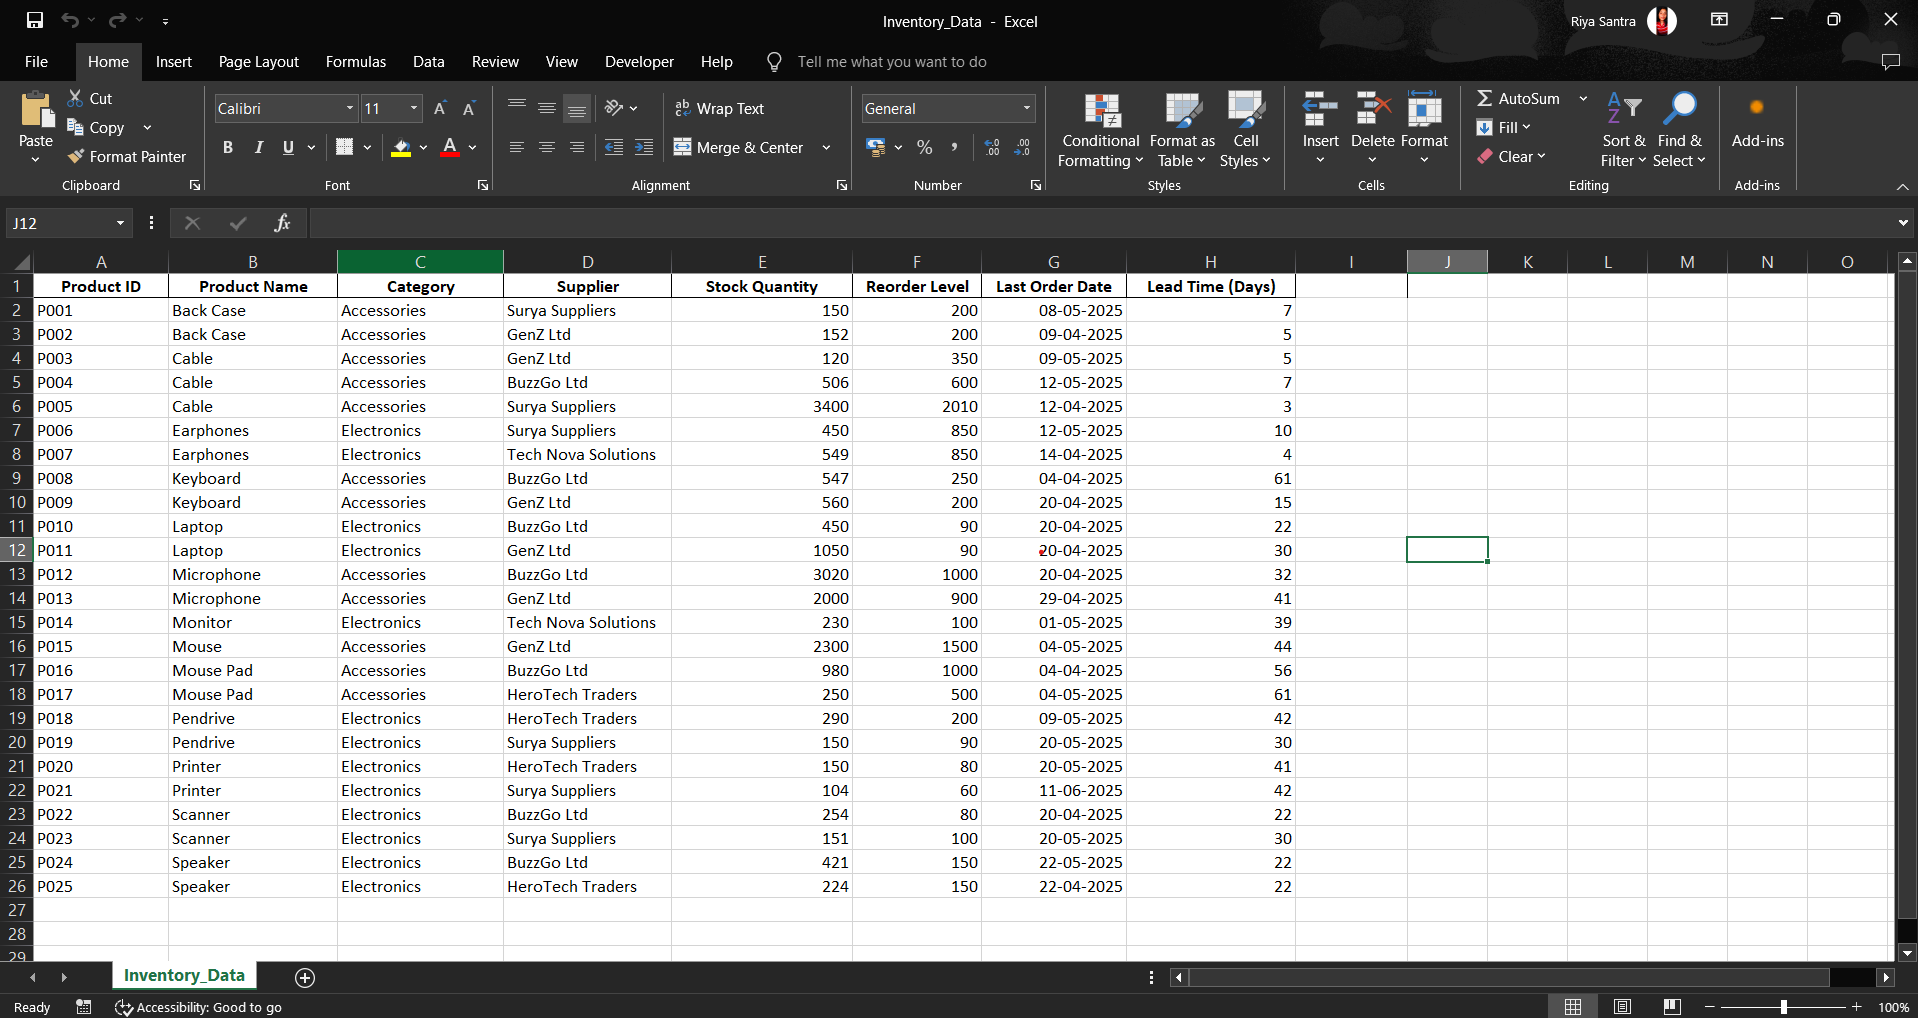 Inventory_Data - Excel
Riya Santra
File Home Insert Page Layout Formulas Data Review View Developer Help Tell me what you want to do
Paste
Cut
Copy
Format Painter
Clipboard
Calibri 11
B I U
Font
Wrap Text
Merge & Center
Alignment
General
Number
Conditional Formatting
Format as Table
Cell Styles
Styles
Insert Delete Format
Cells
AutoSum
Fill
Clear
Sort & Filter
Find & Select
Editing
Add-ins
Add-ins
J12 fx
A B C D E F G H I J K L M N O
1 Product ID Product Name Category Supplier Stock Quantity Reorder Level Last Order Date Lead Time (Days)
2 P001 Back Case Accessories Surya Suppliers 150 200 08-05-2025 7
3 P002 Back Case Accessories GenZ Ltd 152 200 09-04-2025 5
4 P003 Cable Accessories GenZ Ltd 120 350 09-05-2025 5
5 P004 Cable Accessories BuzzGo Ltd 506 600 12-05-2025 7
6 P005 Cable Accessories Surya Suppliers 3400 2010 12-04-2025 3
7 P006 Earphones Electronics Surya Suppliers 450 850 12-05-2025 10
8 P007 Earphones Electronics Tech Nova Solutions 549 850 14-04-2025 4
9 P008 Keyboard Accessories BuzzGo Ltd 547 250 04-04-2025 61
10 P009 Keyboard Accessories GenZ Ltd 560 200 20-04-2025 15
11 P010 Laptop Electronics BuzzGo Ltd 450 90 20-04-2025 22
12 P011 Laptop Electronics GenZ Ltd 1050 90 20-04-2025 30
13 P012 Microphone Accessories BuzzGo Ltd 3020 1000 20-04-2025 32
14 P013 Microphone Accessories GenZ Ltd 2000 900 29-04-2025 41
15 P014 Monitor Electronics Tech Nova Solutions 230 100 01-05-2025 39
16 P015 Mouse Accessories GenZ Ltd 2300 1500 04-05-2025 44
17 P016 Mouse Pad Accessories BuzzGo Ltd 980 1000 04-04-2025 56
18 P017 Mouse Pad Accessories HeroTech Traders 250 500 04-05-2025 61
19 P018 Pendrive Electronics HeroTech Traders 290 200 09-05-2025 42
20 P019 Pendrive Electronics Surya Suppliers 150 90 20-05-2025 30
21 P020 Printer Electronics HeroTech Traders 150 80 20-05-2025 41
22 P021 Printer Electronics Surya Suppliers 104 60 11-06-2025 42
23 P022 Scanner Electronics BuzzGo Ltd 254 80 20-04-2025 22
24 P023 Scanner Electronics Surya Suppliers 151 100 20-05-2025 30
25 P024 Speaker Electronics BuzzGo Ltd 421 150 22-05-2025 22
26 P025 Speaker Electronics HeroTech Traders 224 150 22-04-2025 22
27
28
29
Inventory_Data
Ready Accessibility: Good to go 100%